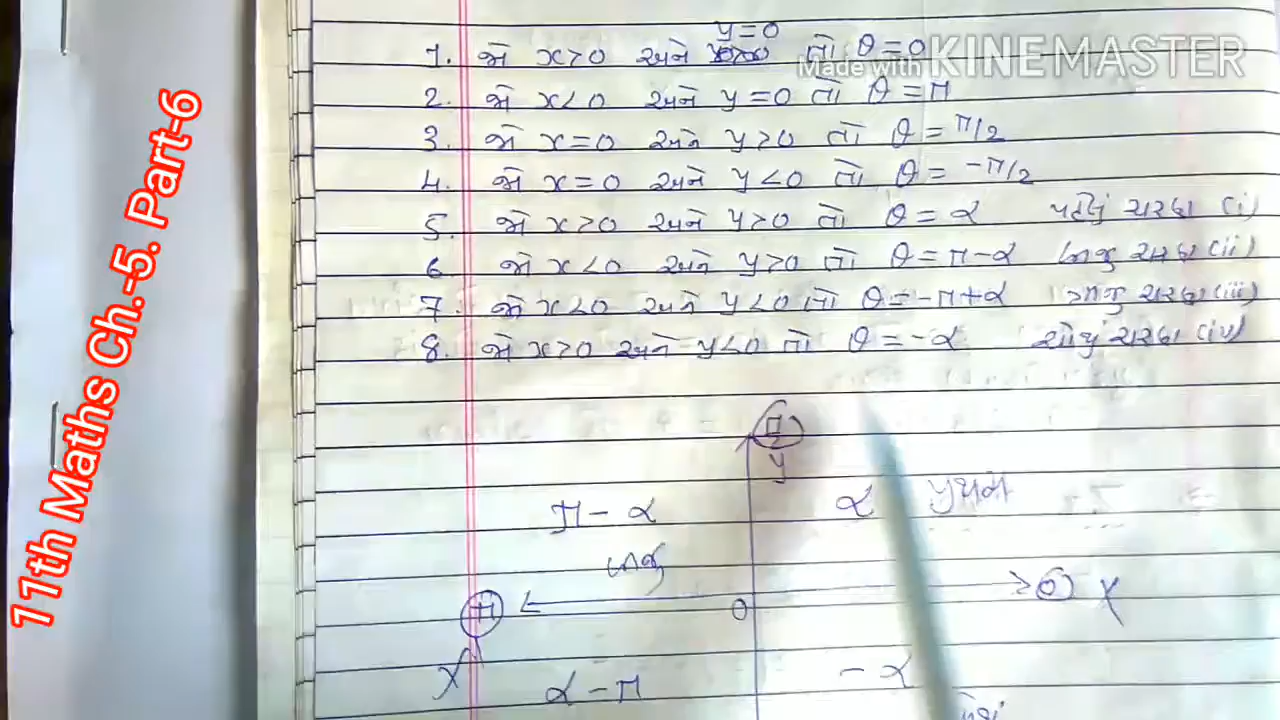 11th Maths Ch.-5. Part-6
Made with KINEMASTER
y=0
1. જો x>0 અને તો θ=0
2. જો x<0 અને y=0 તો θ=π
3. જો x=0 અને y>0 તો θ=π/2
4. જો x=0 અને y<0 તો θ=-π/2
5. જો x>0 અને y>0 તો θ=α પહેલું ચરણ (i)
6 જો x<0 અને y>0 તો θ=π-α બીજુ ચરણ (ii)
7. જો x<0 અને y<0 તો θ=-π+α ત્રીજુ ચરણ (iii)
8. જો x>0 અને y<0 તો θ=-α ચોથું ચરણ (iv)
π/2
y
π-α α પ્રથમ
બીજુ
π 0 0 X
X'
α-π -α